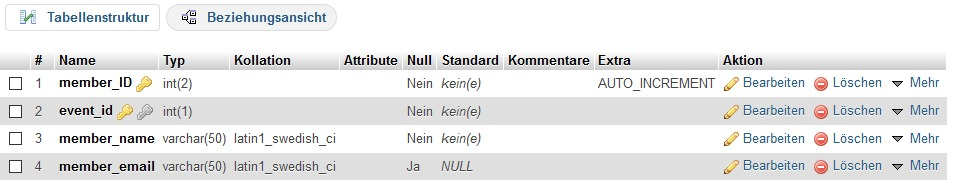 Tabellenstruktur Beziehungsansicht
# Name Typ Kollation Attribute Null Standard Kommentare Extra Aktion
1 member_ID int(2) Nein kein(e) AUTO_INCREMENT Bearbeiten Löschen Mehr
2 event_id int(1) Nein kein(e) Bearbeiten Löschen Mehr
3 member_name varchar(50) latin1_swedish_ci Nein kein(e) Bearbeiten Löschen Mehr
4 member_email varchar(50) latin1_swedish_ci Ja NULL Bearbeiten Löschen Mehr